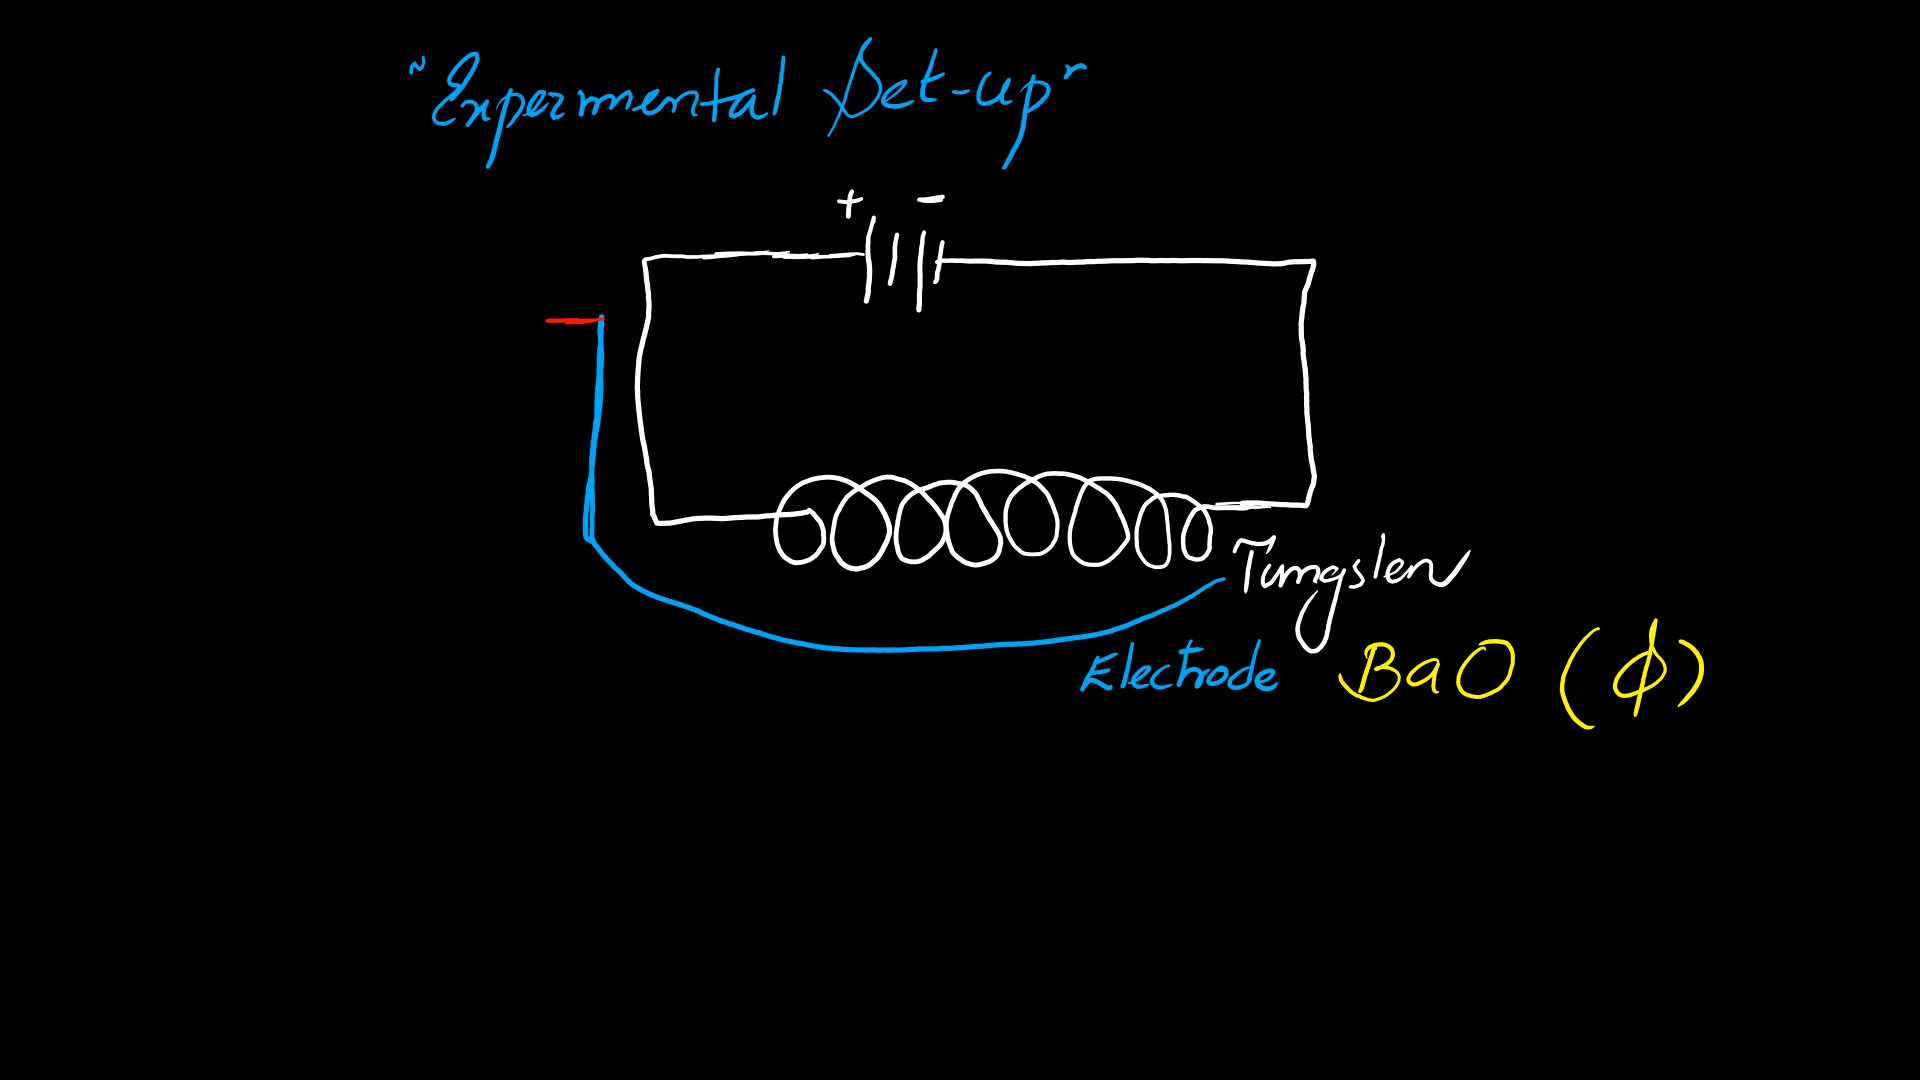 "Expermental Set-up"
+ -
Tungsten
Electrode BaO (ϕ)